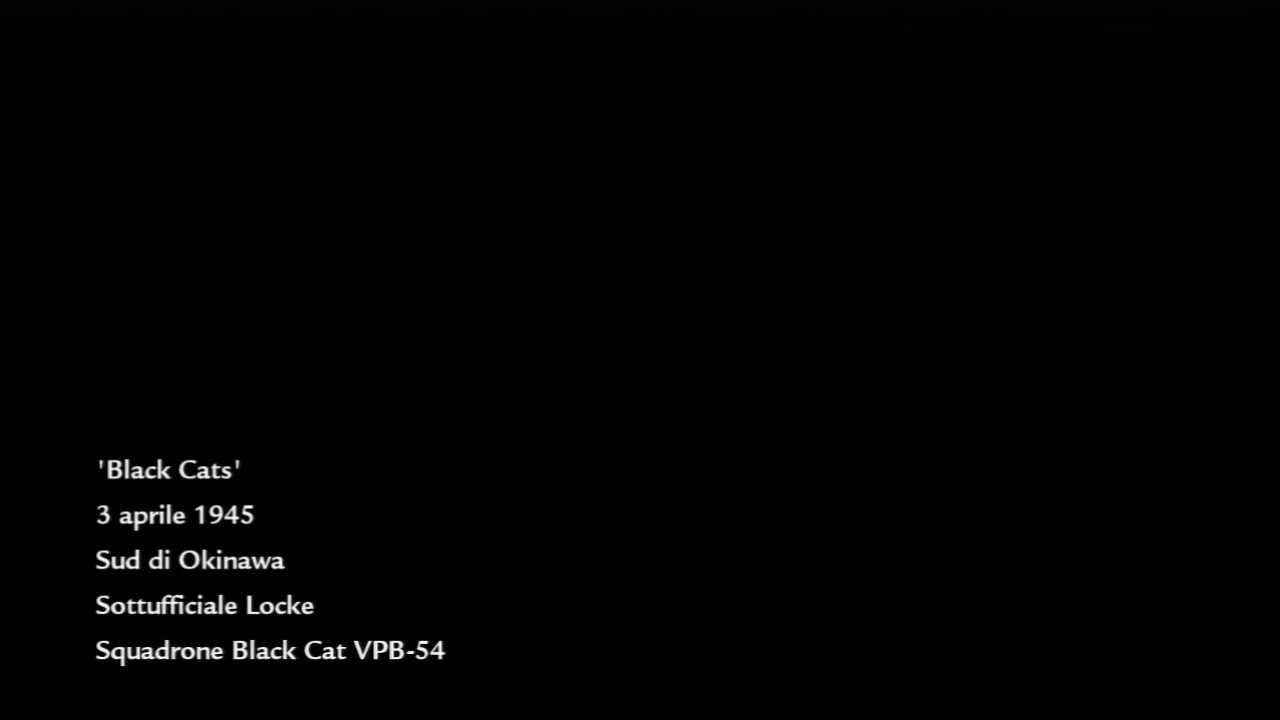 'Black Cats'
3 aprile 1945
Sud di Okinawa
Sottufficiale Locke
Squadrone Black Cat VPB-54